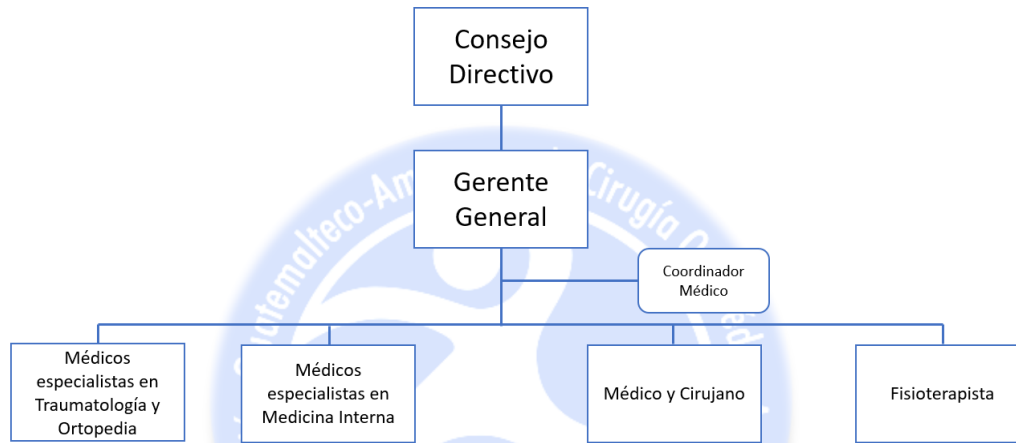 Consejo
Directivo
Gerente
General
Coordinador
Médico
Médicos
especialistas en
Traumatología y
Ortopedia
Médicos
especialistas en
Medicina Interna
Médico y Cirujano
Fisioterapista
Cirugía